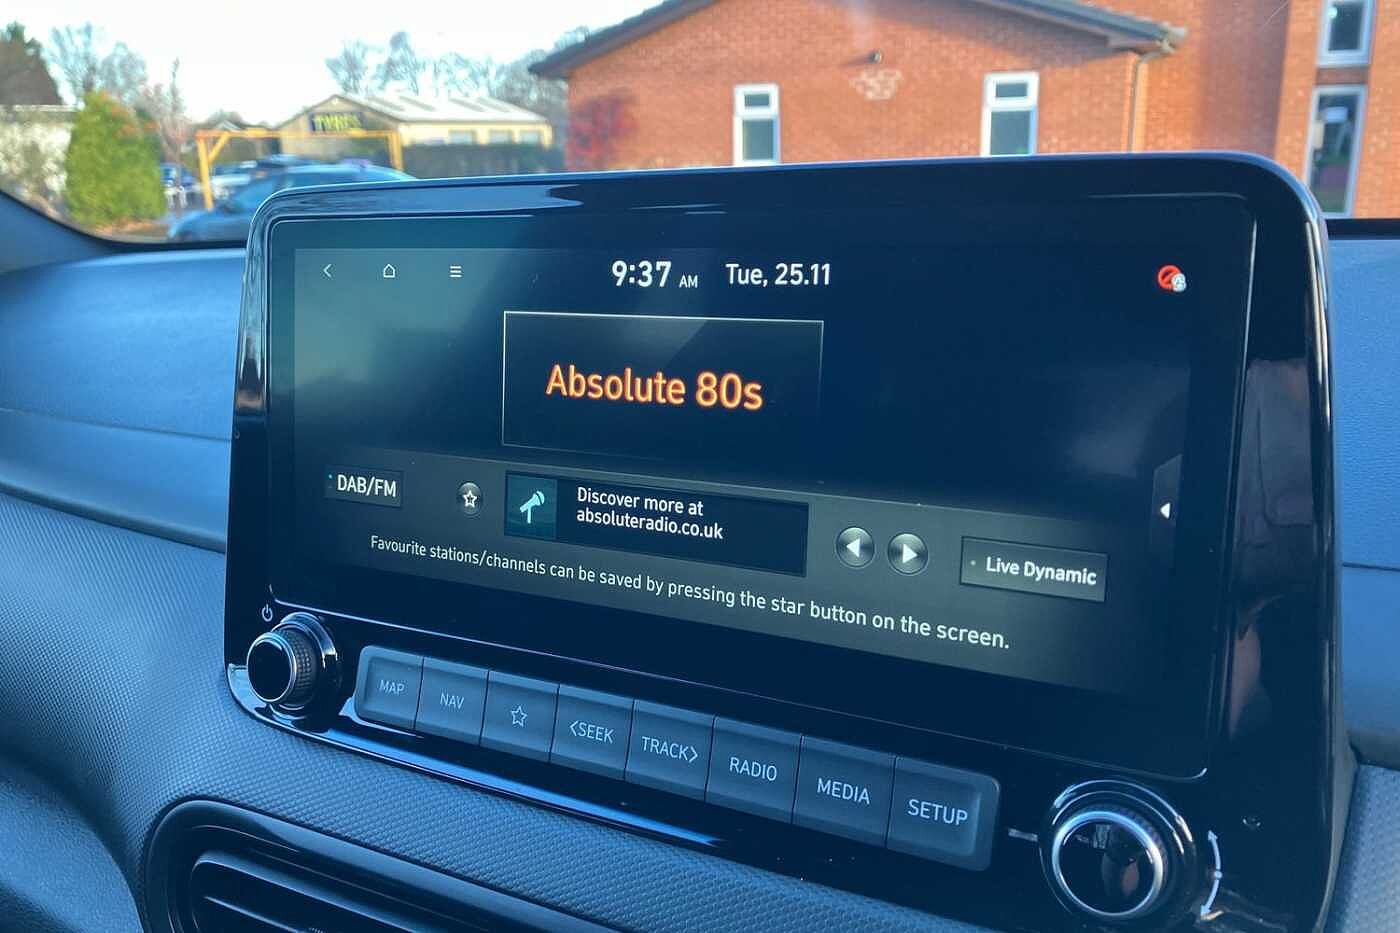 TYRES
9:37 AM Tue, 25.11
Absolute 80s
DAB/FM
Discover more at
absoluteradio.co.uk
Live Dynamic
Favourite stations/channels can be saved by pressing the star button on the screen.
MAP NAV <SEEK TRACK> RADIO MEDIA SETUP